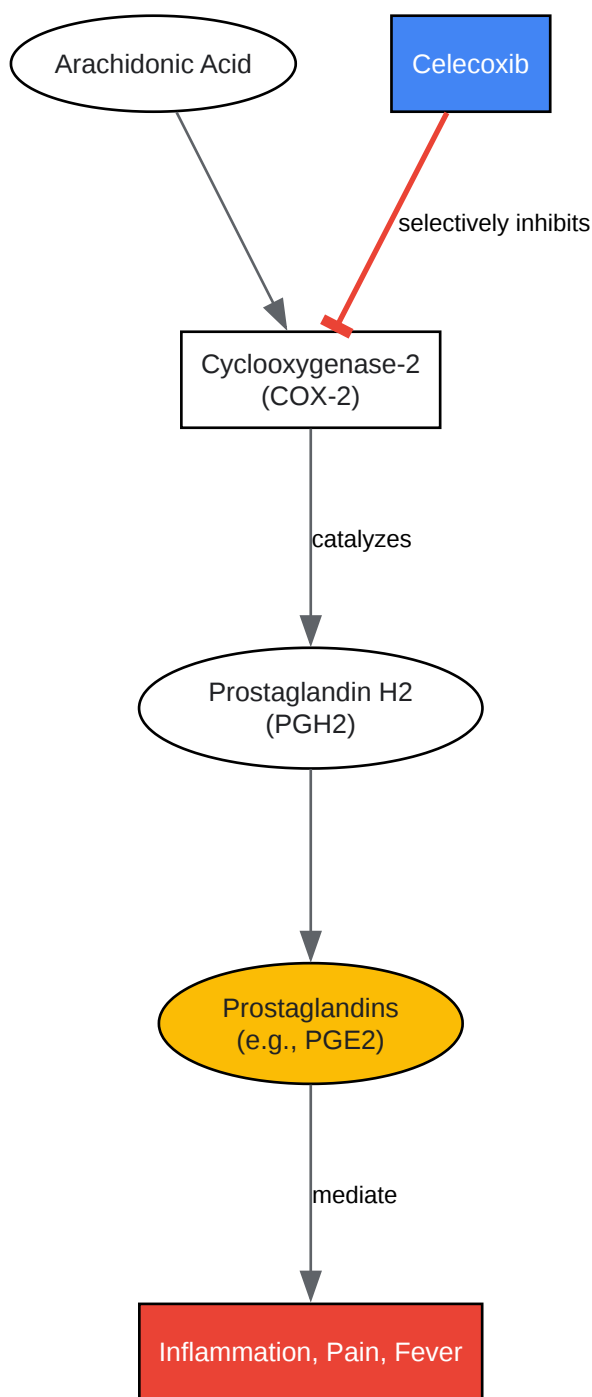 Arachidonic Acid
Celecoxib
selectively inhibits
Cyclooxygenase-2
(COX-2)
catalyzes
Prostaglandin H2
(PGH2)
Prostaglandins
(e.g., PGE2)
mediate
Inflammation, Pain, Fever